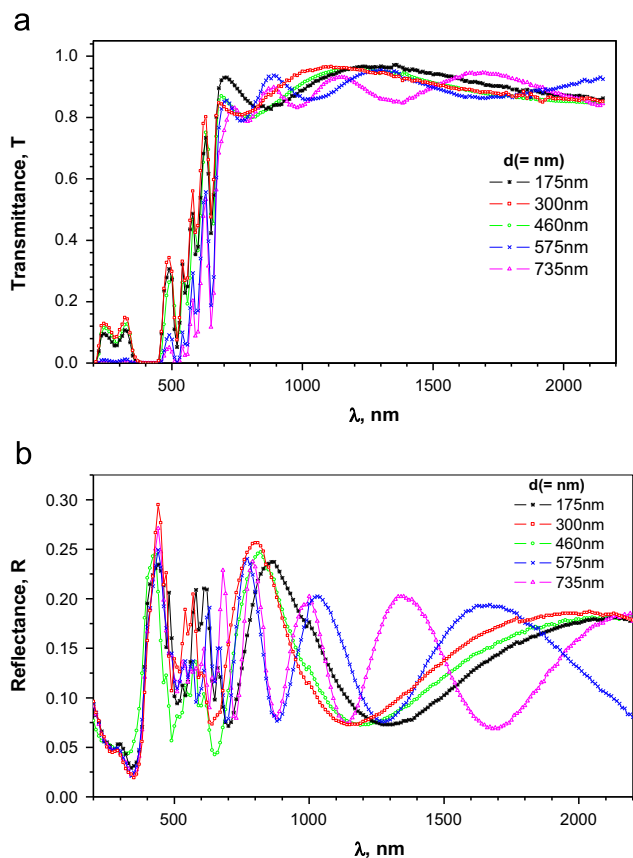 a
1.0
0.8
0.6
0.4
0.2
0.0
Transmittance, T
d(= nm)
175nm
300nm
460nm
575nm
735nm
500
1000
1500
2000
λ, nm
b
0.30
0.25
0.20
0.15
0.10
0.05
0.00
Reflectance, R
d(= nm)
175nm
300nm
460nm
575nm
735nm
500
1000
1500
2000
λ, nm